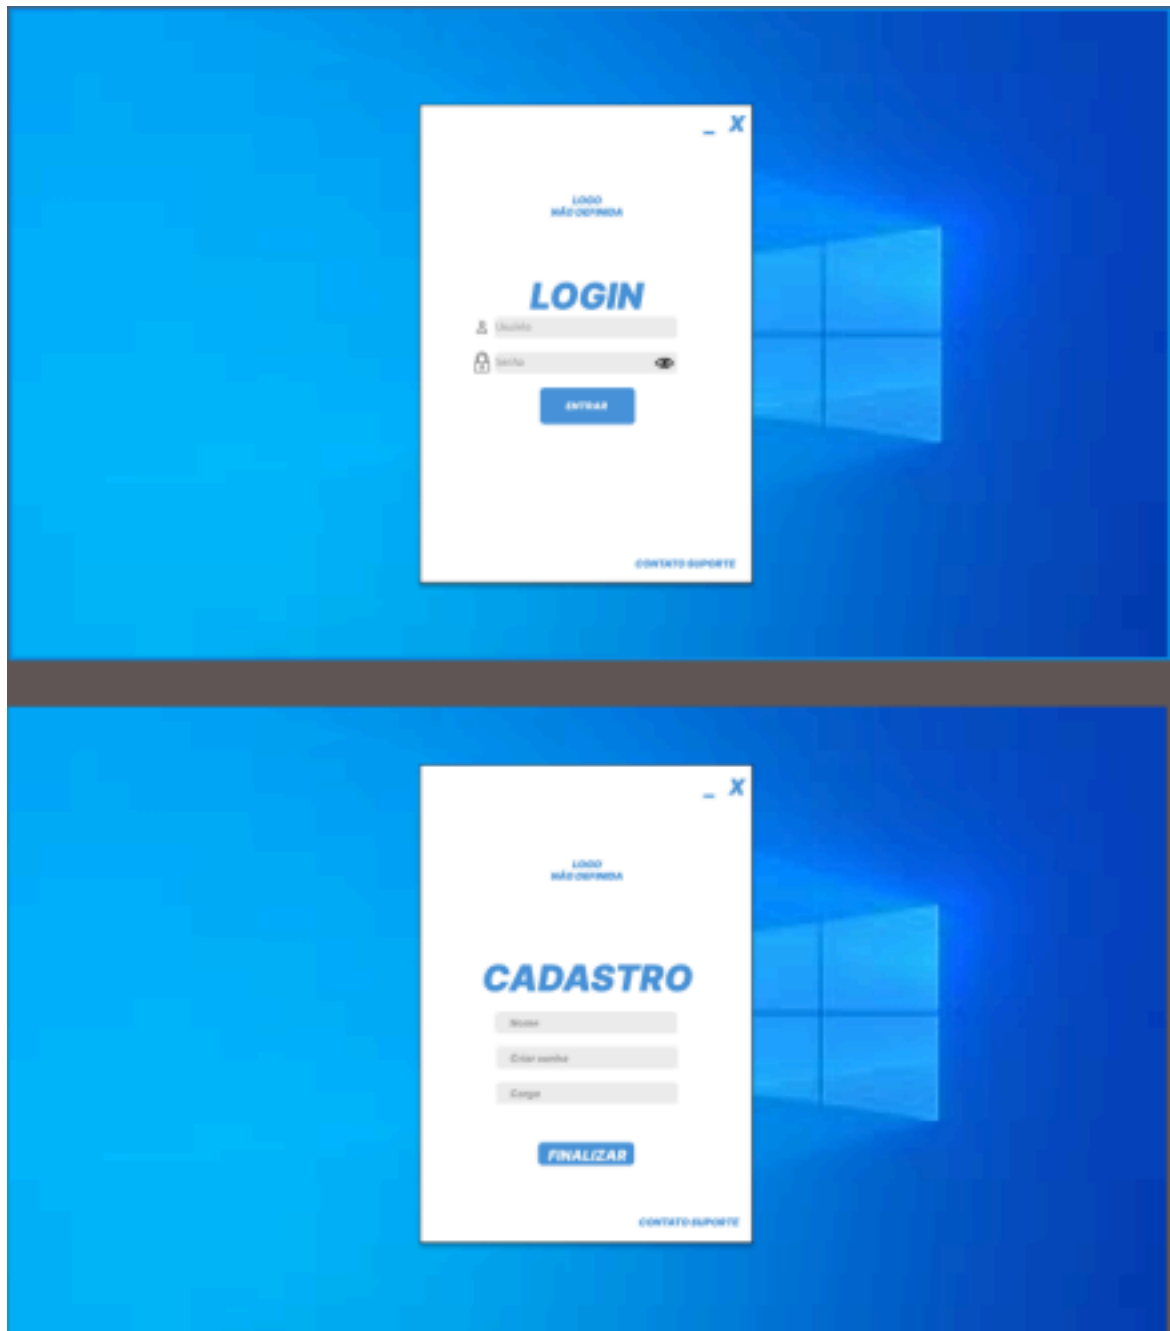 _ X
LOGO
NÃO DEFINIDA
LOGIN
Usuário
Senha
ENTRAR
CONTATO SUPORTE
_ X
LOGO
NÃO DEFINIDA
CADASTRO
Nome
Criar senha
Cargo
FINALIZAR
CONTATO SUPORTE